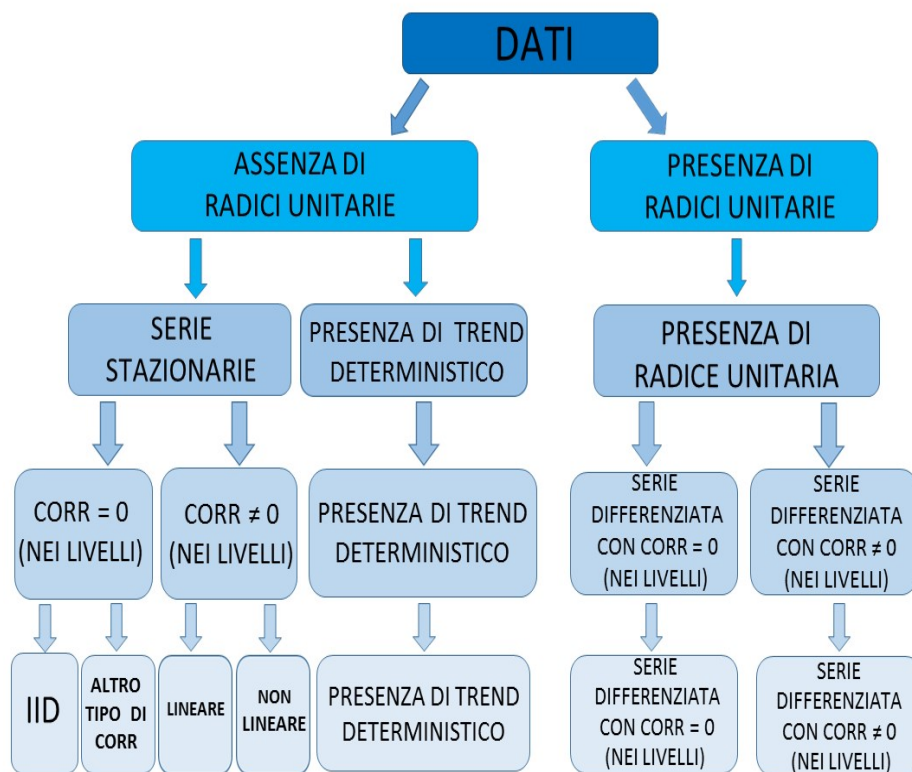 DATI
ASSENZA DI
RADICI UNITARIE
PRESENZA DI
RADICI UNITARIE
SERIE
STAZIONARIE
PRESENZA DI TREND
DETERMINISTICO
PRESENZA DI
RADICE UNITARIA
CORR = 0
(NEI LIVELLI)
CORR ≠ 0
(NEI LIVELLI)
PRESENZA DI TREND
DETERMINISTICO
SERIE
DIFFERENZIATA
CON CORR = 0
(NEI LIVELLI)
SERIE
DIFFERENZIATA
CON CORR ≠ 0
(NEI LIVELLI)
IID
ALTRO
TIPO DI
CORR
LINEARE
NON
LINEARE
PRESENZA DI TREND
DETERMINISTICO
SERIE
DIFFERENZIATA
CON CORR = 0
(NEI LIVELLI)
SERIE
DIFFERENZIATA
CON CORR ≠ 0
(NEI LIVELLI)